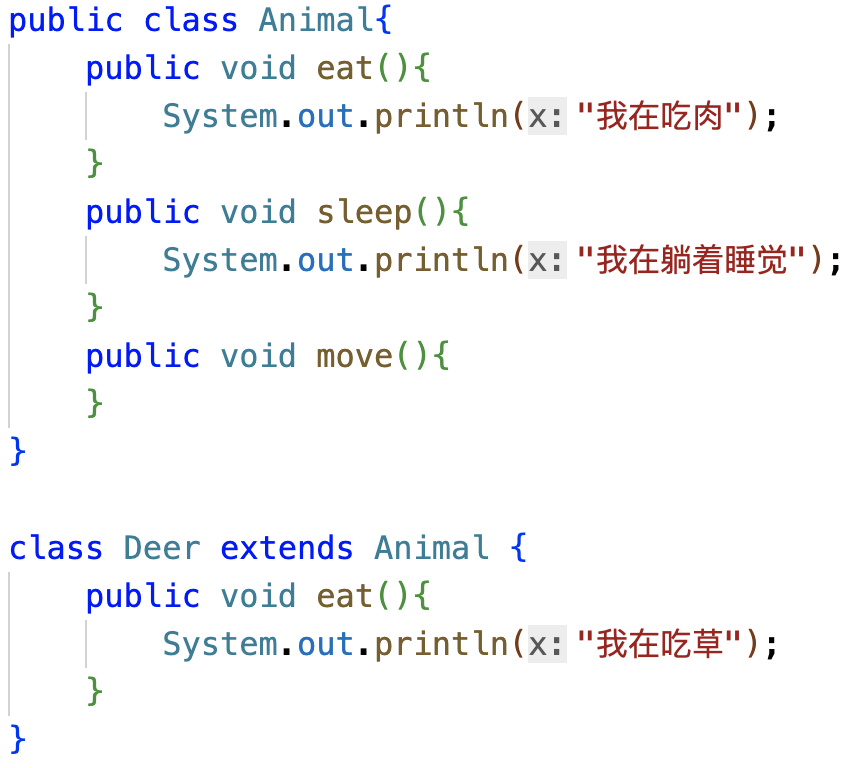 public class Animal{
    public void eat(){
        System.out.println(x: "我在吃肉");
    }
    public void sleep(){
        System.out.println(x: "我在躺着睡觉");
    }
    public void move(){
    }
}

class Deer extends Animal {
    public void eat(){
        System.out.println(x: "我在吃草");
    }
}